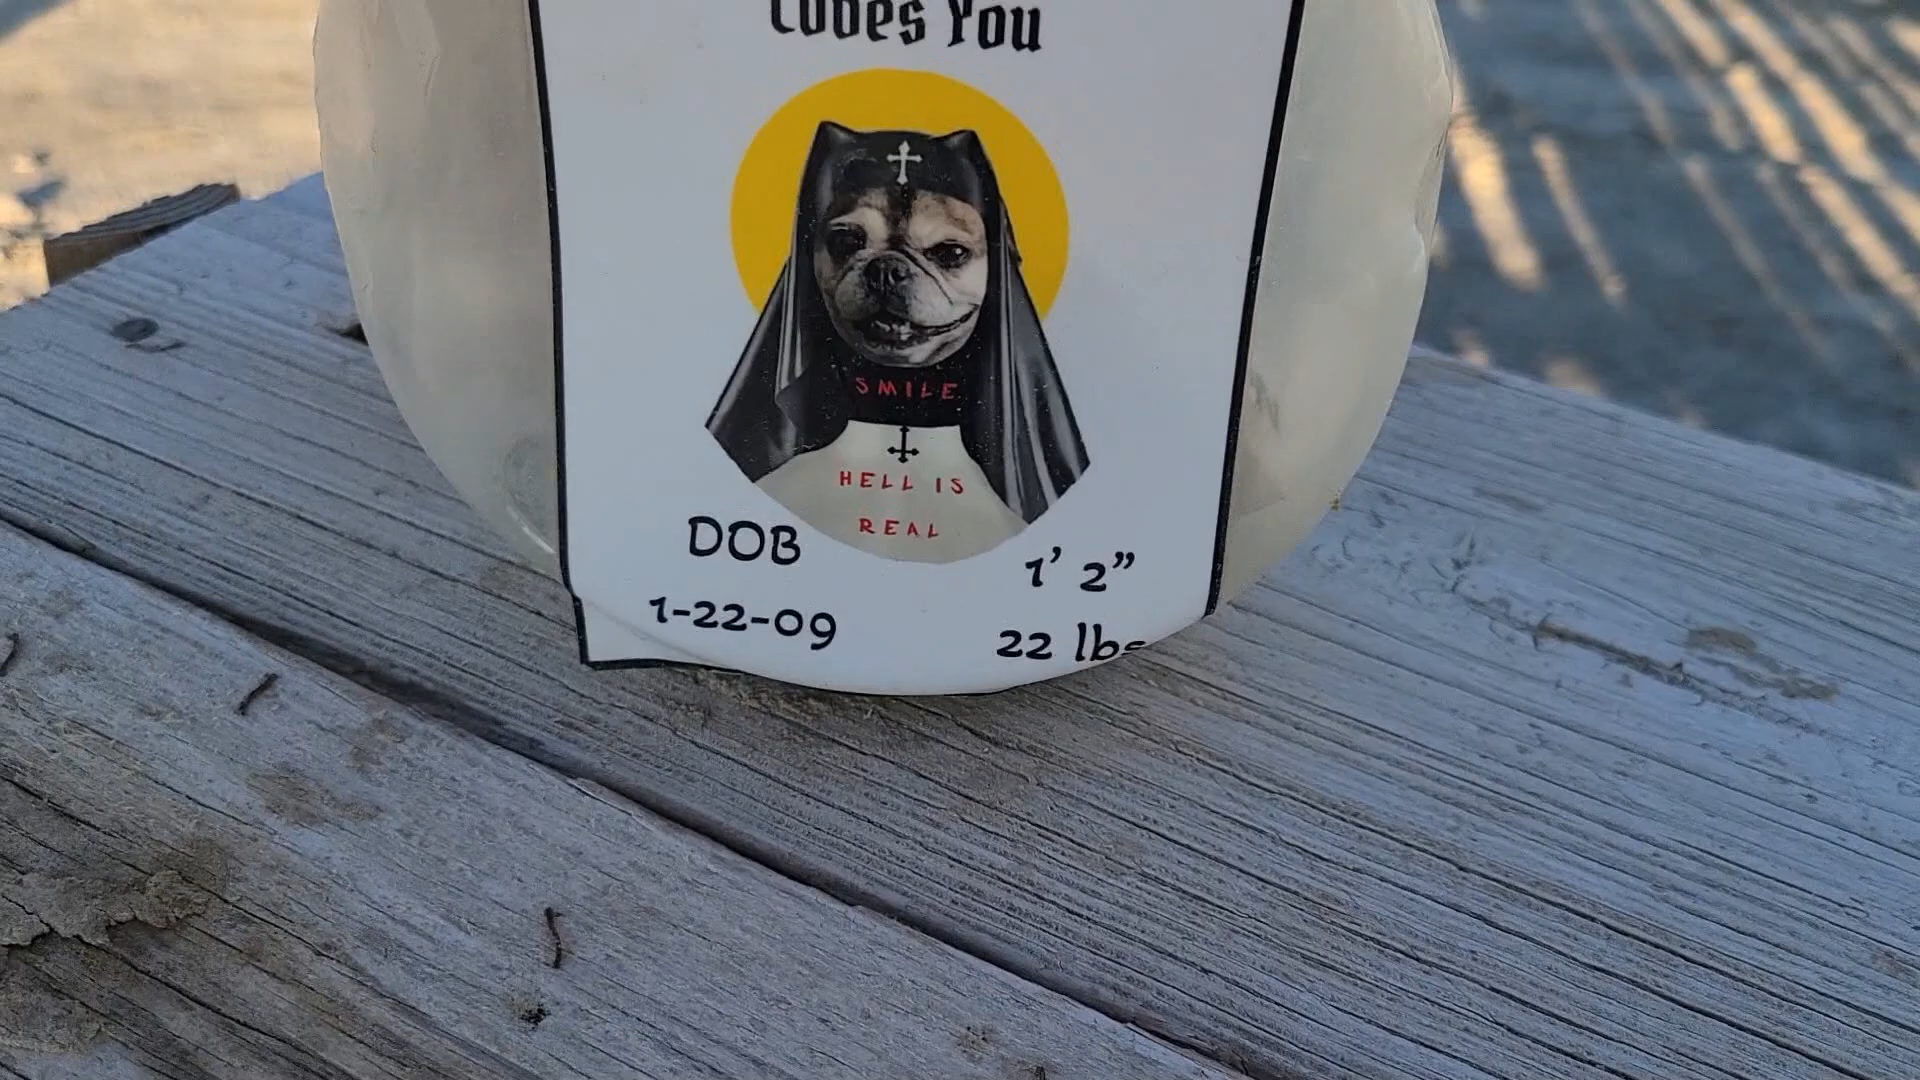 Loves You
SMILE
HELL IS
REAL
DOB
1-22-09
1' 2"
22 lbs